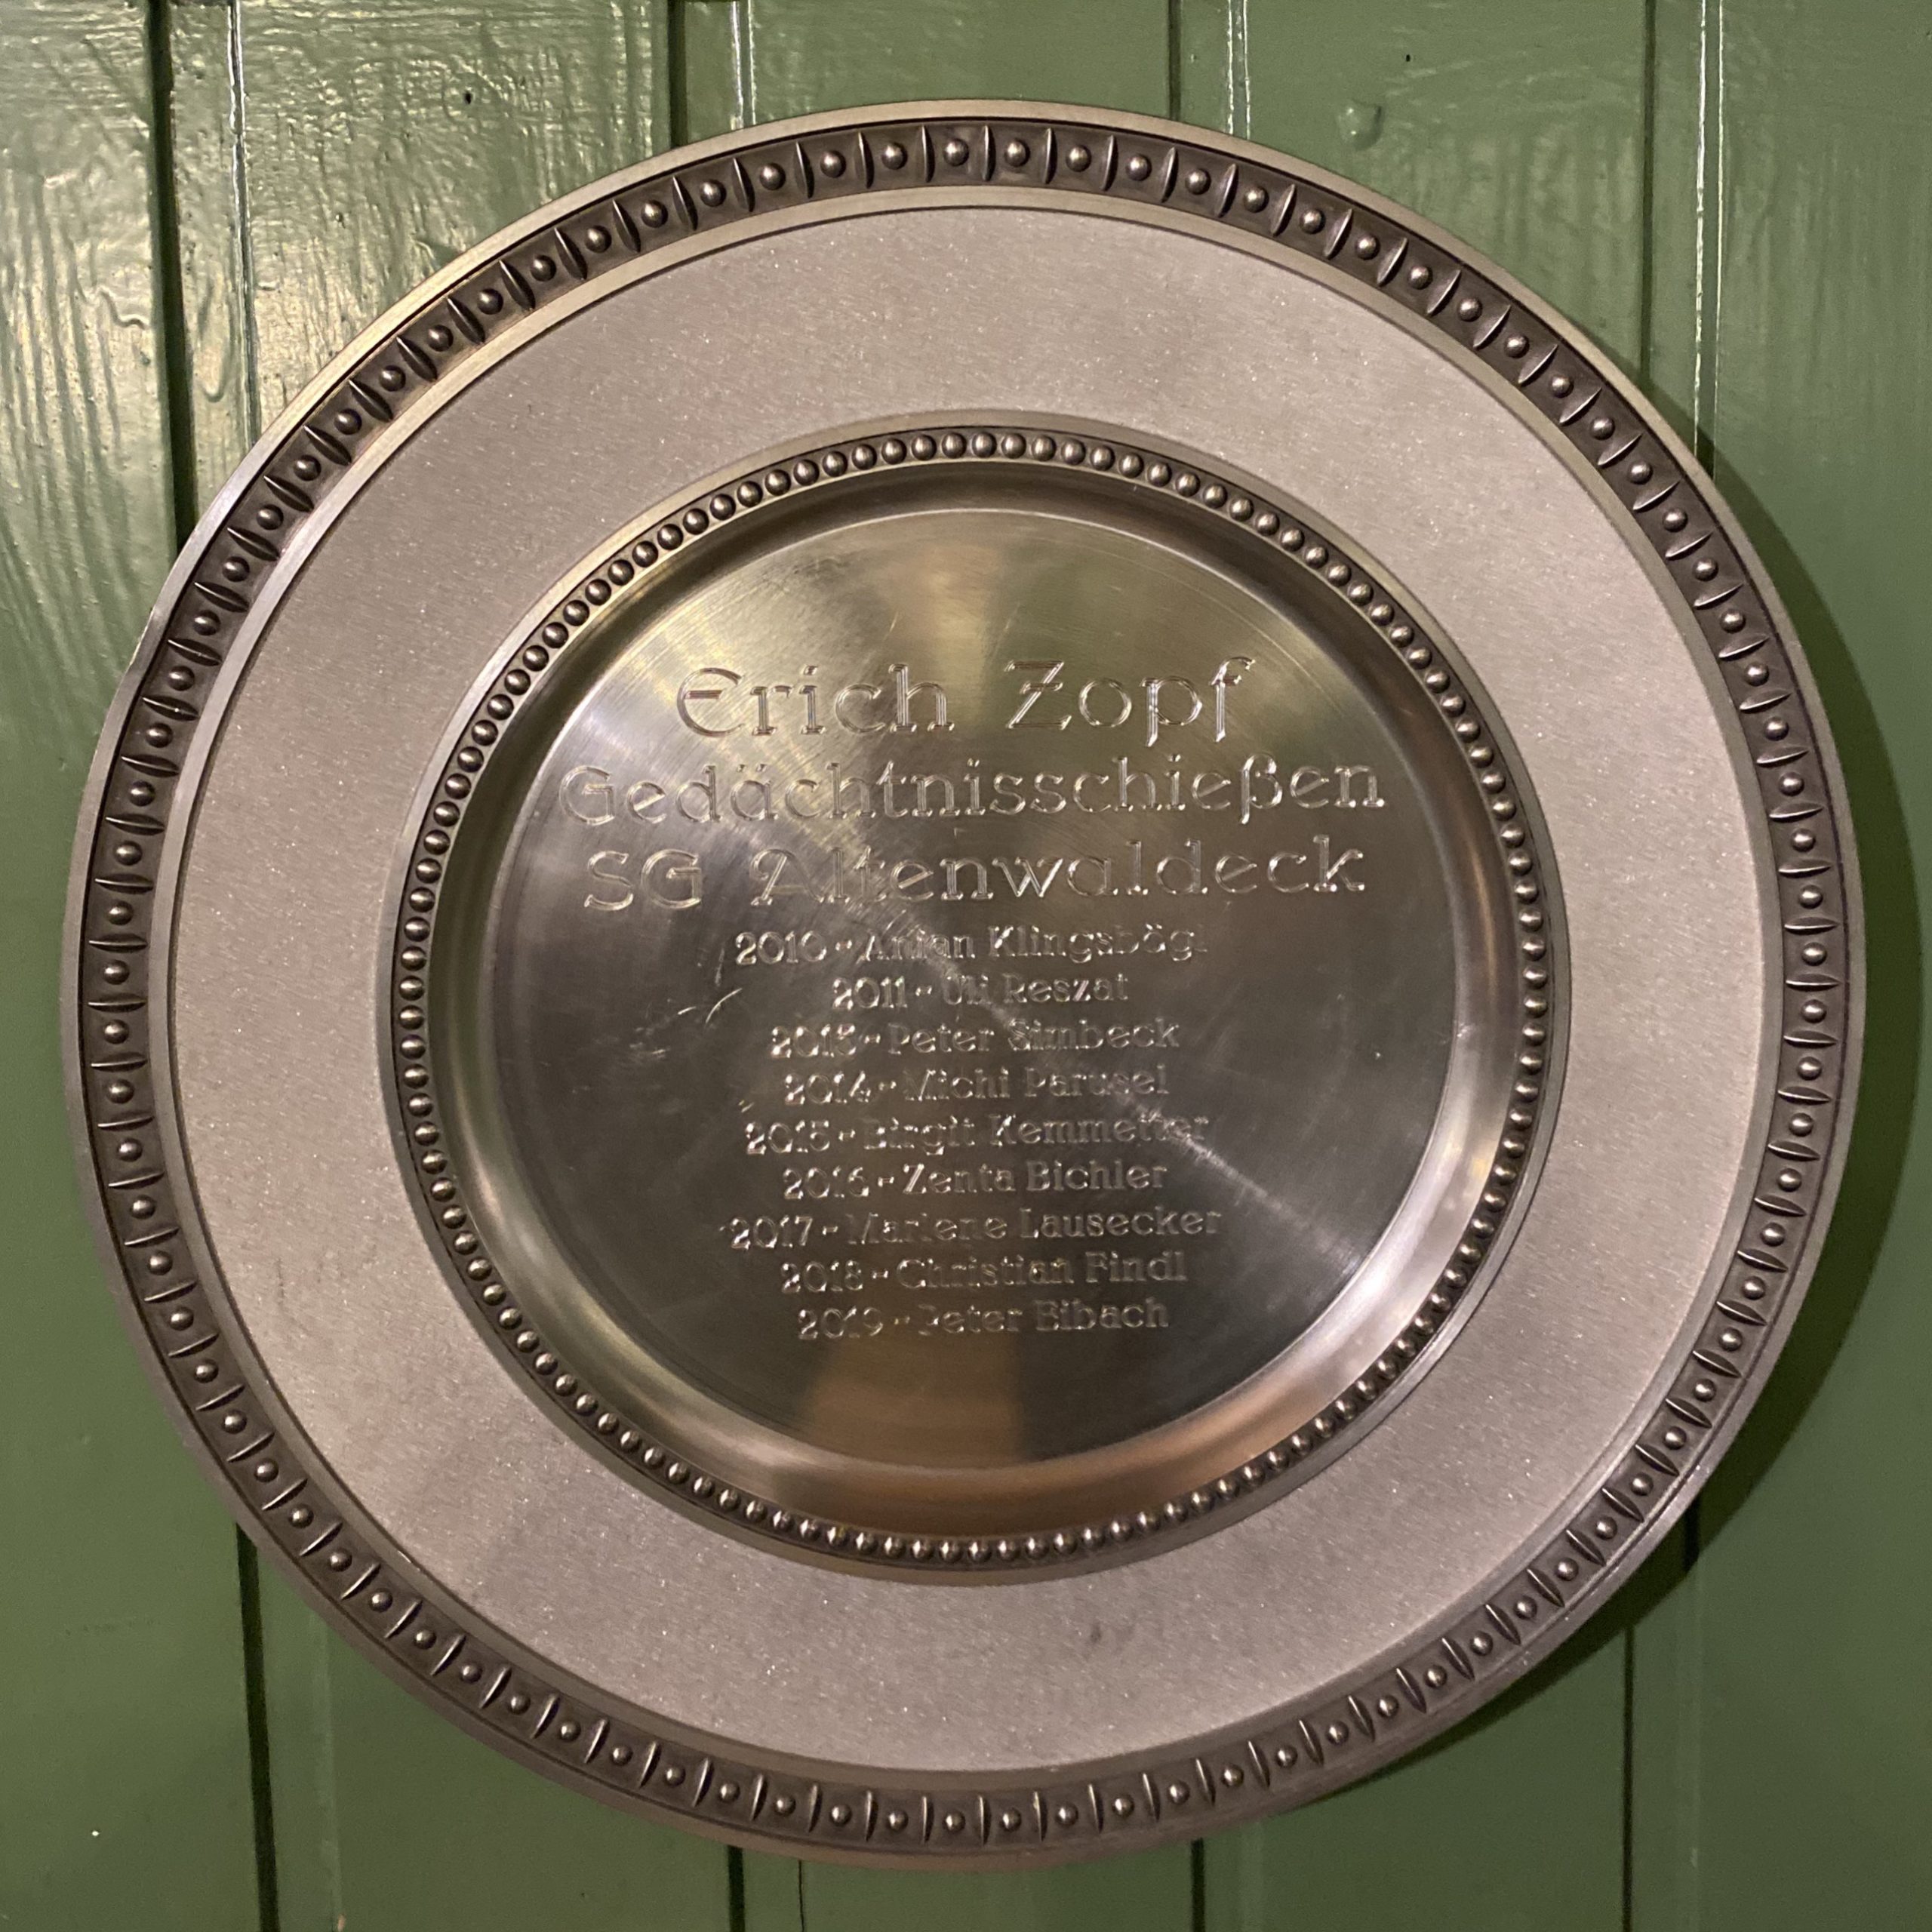 Erich Zopf
Gedächtnisschießen
SG Altenwaldeck
2010 - Anian Klingsbögl
2011 - Uli Reszat
2013 - Peter Simbeck
2014 - Michi Parusel
2015 - Birgit Kemmetter
2016 - Zenta Bichler
2017 - Marlene Lausecker
2018 - Christian Findl
2019 - Peter Bibach